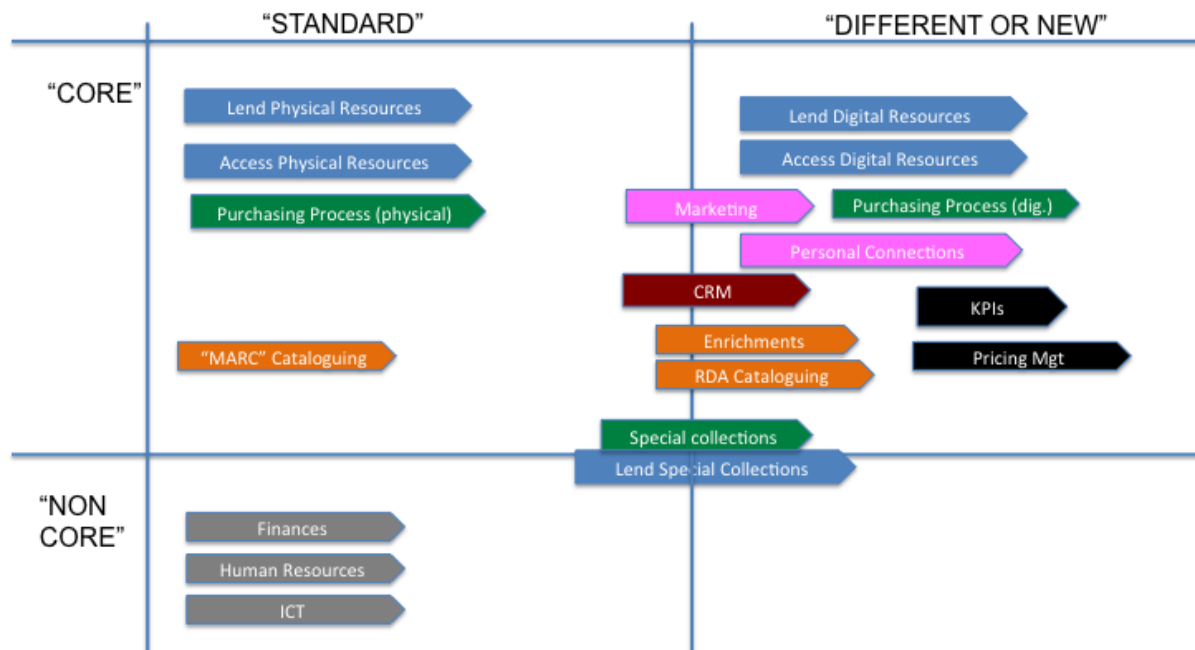 “STANDARD”
“DIFFERENT OR NEW”
“CORE”
Lend Physical Resources
Lend Digital Resources
Access Physical Resources
Access Digital Resources
Purchasing Process (physical)
Marketing
Purchasing Process (dig.)
Personal Connections
CRM
KPIs
“MARC” Cataloguing
Enrichments
Pricing Mgt
RDA Cataloguing
Special collections
Lend Special Collections
“NON
CORE”
Finances
Human Resources
ICT